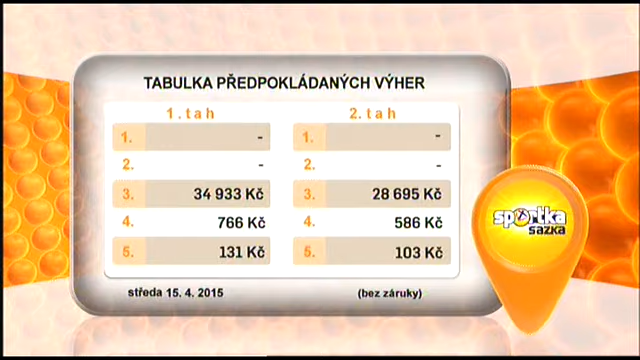 TABULKA PŘEDPOKLÁDANÝCH VÝHER
1. tah 2. tah
1. - 1. -
2. - 2. -
3. 34 933 Kč 3. 28 695 Kč
4. 766 Kč 4. 586 Kč
5. 131 Kč 5. 103 Kč
středa 15. 4. 2015 (bez záruky)
sportka
sazka